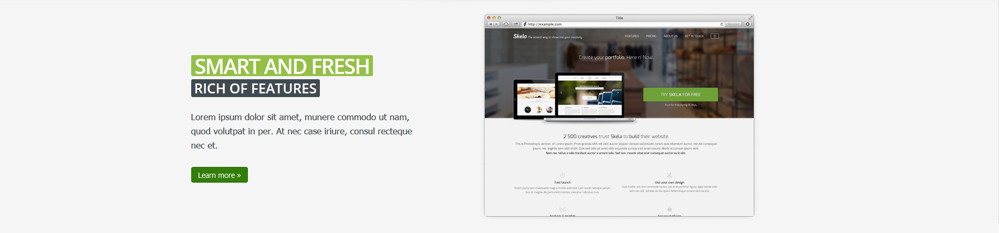 SMART AND FRESH
RICH OF FEATURES
Lorem ipsum dolor sit amet, munere commodo ut nam,
quod volutpat in per. At nec case iriure, consul recteque
nec et.
Learn more »
Title
http://example.com
Reader
Skela The easiest way to showcase your creativity
FEATURES PRICING ABOUT US GET IN TOUCH
Create your portfolio. Here n' Now.
TRY SKELA FOR FREE
Try it for free during 15 days.
2 500 creatives trust Skela to build their website.
This is Photoshop's version of Lorem Ipsum. Proin gravida nibh vel velit auctor aliquet. Aenean sollicitudin, lorem quis bibendum auctor, nisi elit consequat
ipsum, nec sagittis sem nibh id elit. Duis sed odio sit amet nibh vulputate cursus a sit amet mauris. Morbi accumsan ipsum velit.
Nam nec tellus a odio tincidunt auctor a ornare odio. Sed non mauris vitae erat consequat auctor eu in elit.
Fast launch
Etiam porta sem malesuada magna mollis euismod. Cum sociis natoque penati-
bus et magnis dis parturient montes, nascetur ridiculus mus.
Use your own design
Duis mollis, est non commodo luctus, nisi erat porttitor ligula, eget lacinia odio
sem nec elit. Aenean eu leo quam. Pellentesque ornare sem lacinia.
Analysis & Insights
Secure platform